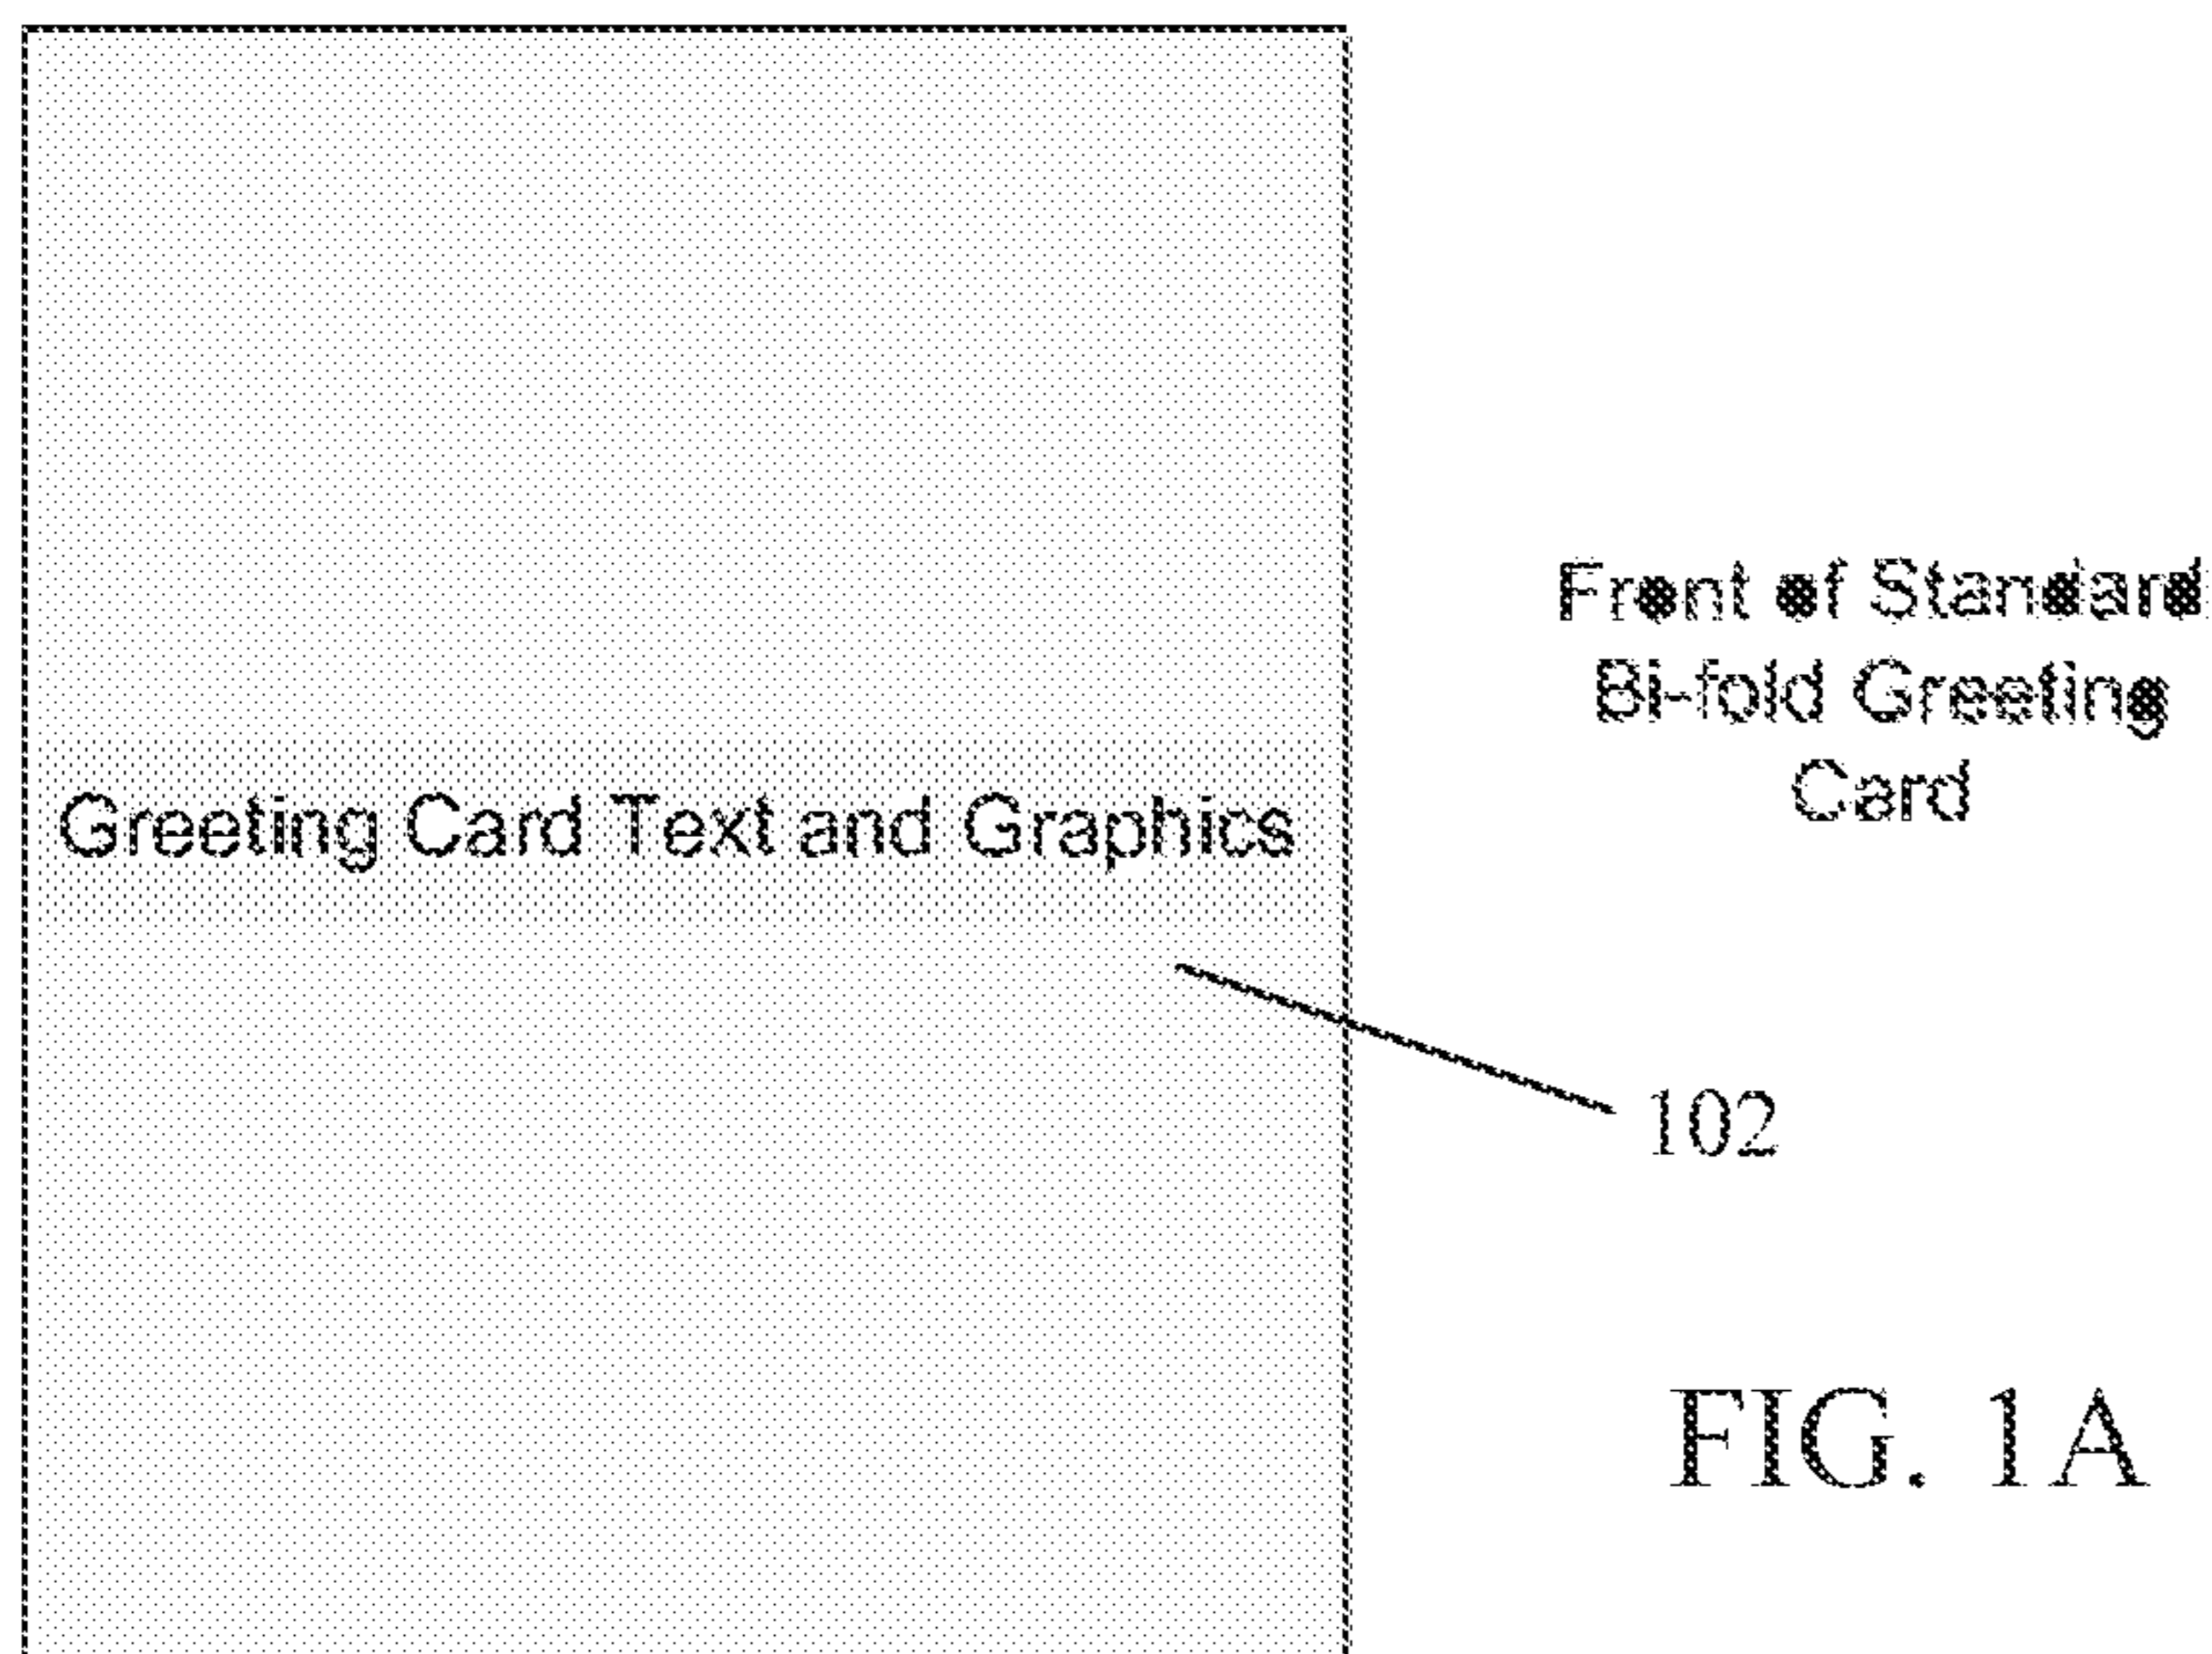 Front of Standard
Bi-fold Greeting
Card
Greeting Card Text and Graphics
102
FIG. 1A